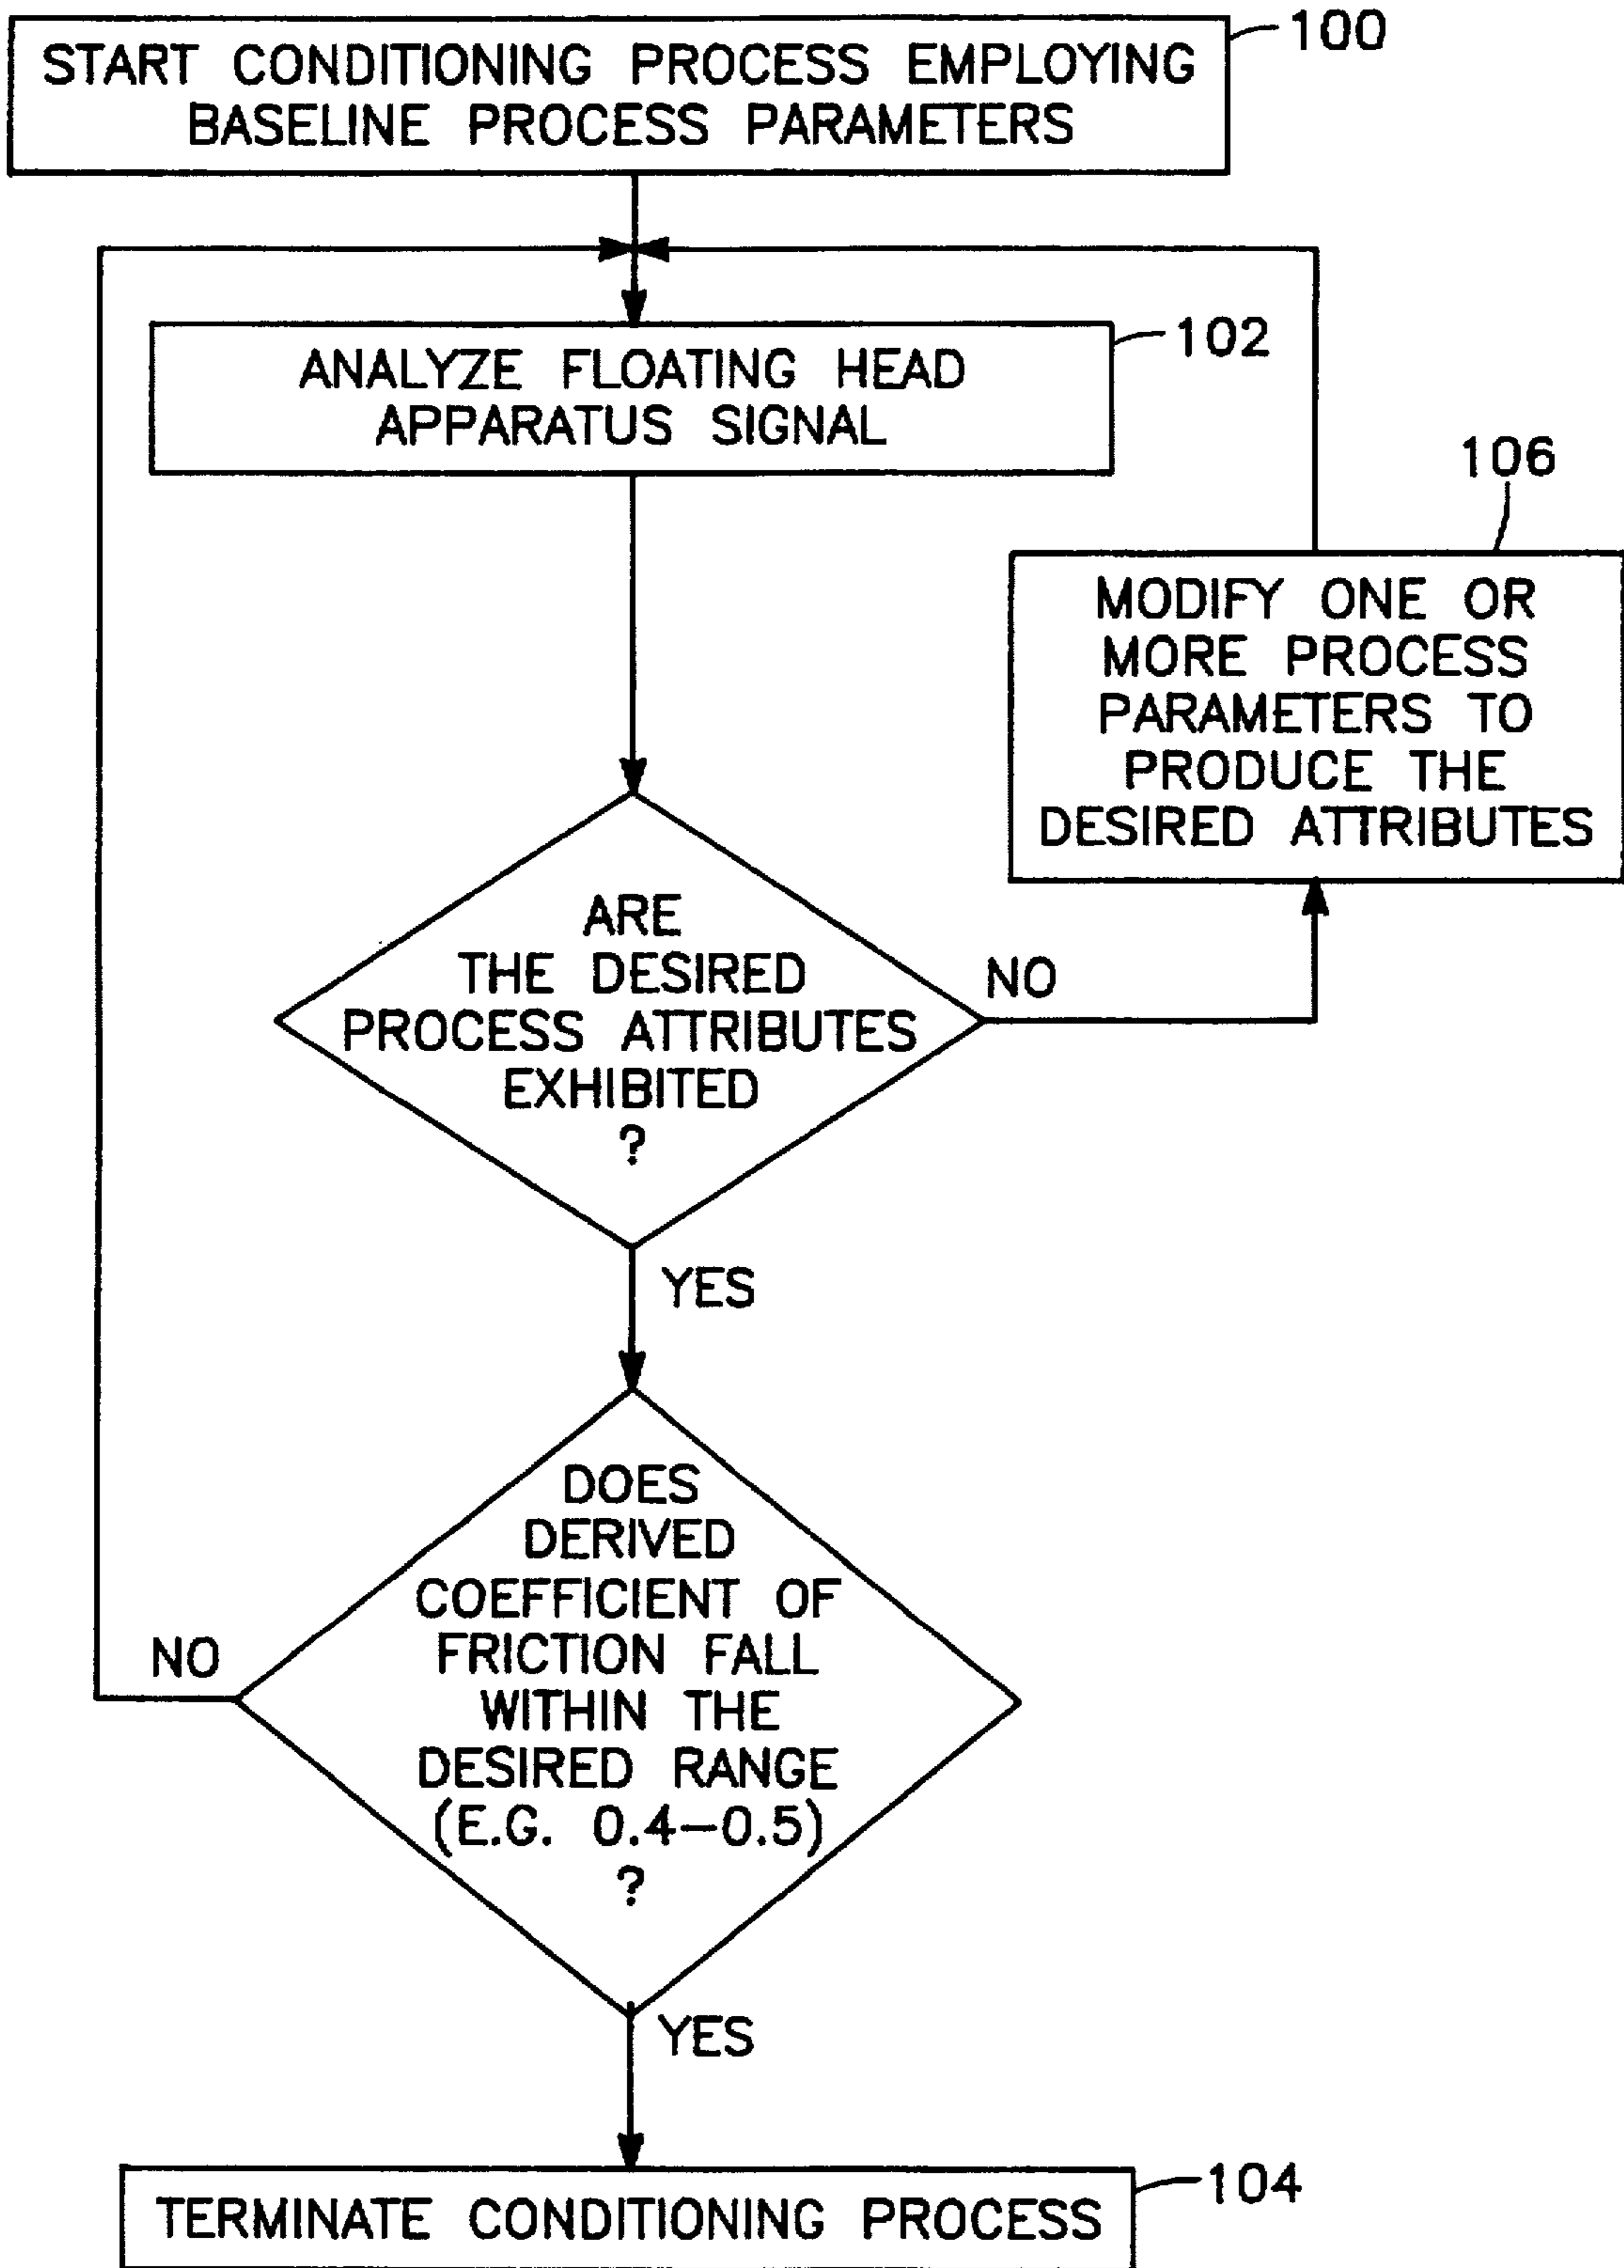 100
START CONDITIONING PROCESS EMPLOYING
BASELINE PROCESS PARAMETERS
102
ANALYZE FLOATING HEAD
APPARATUS SIGNAL
106
MODIFY ONE OR
MORE PROCESS
PARAMETERS TO
PRODUCE THE
DESIRED ATTRIBUTES
ARE
THE DESIRED
PROCESS ATTRIBUTES
EXHIBITED
?
NO
YES
DOES
DERIVED
COEFFICIENT OF
FRICTION FALL
WITHIN THE
DESIRED RANGE
(E.G. 0.4–0.5)
?
NO
YES
104
TERMINATE CONDITIONING PROCESS